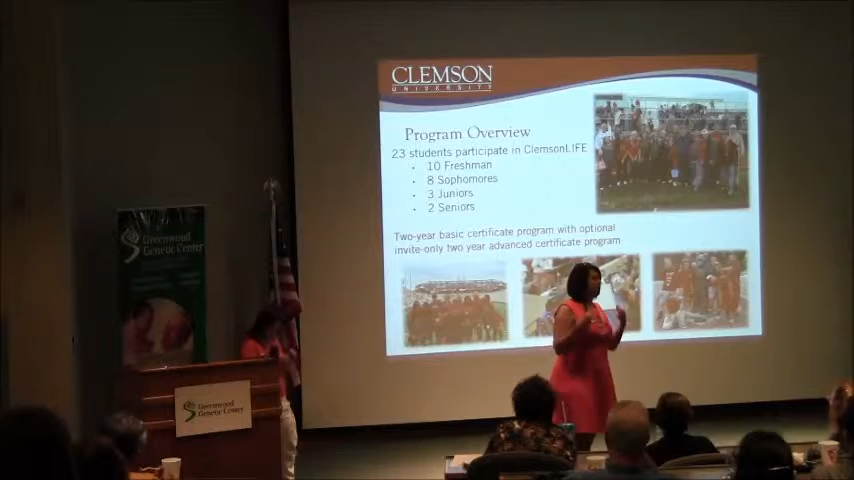 CLEMSON
UNIVERSITY
Program Overview
23 students participate in ClemsonLIFE
· 10 Freshman
· 8 Sophomores
· 3 Juniors
· 2 Seniors
Two-year basic certificate program with optional
invite-only two year advanced certificate program
Greenwood
Genetic Center
Greenwood
Genetic Center